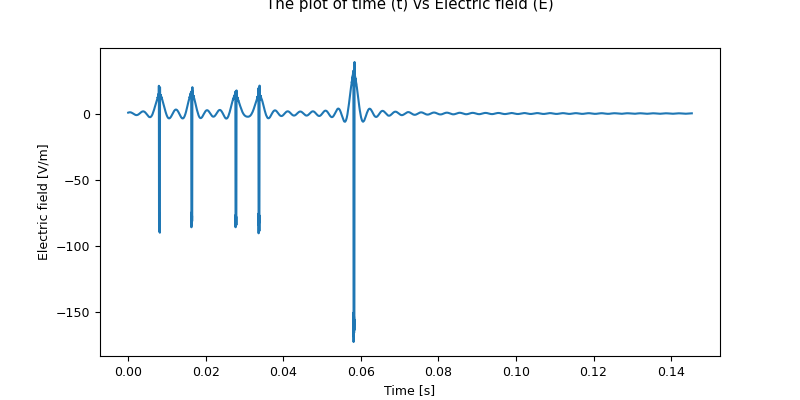 The plot of time (t) vs Electric field (E)
Electric field [V/m]
0
−50
−100
−150
0.00 0.02 0.04 0.06 0.08 0.10 0.12 0.14
Time [s]